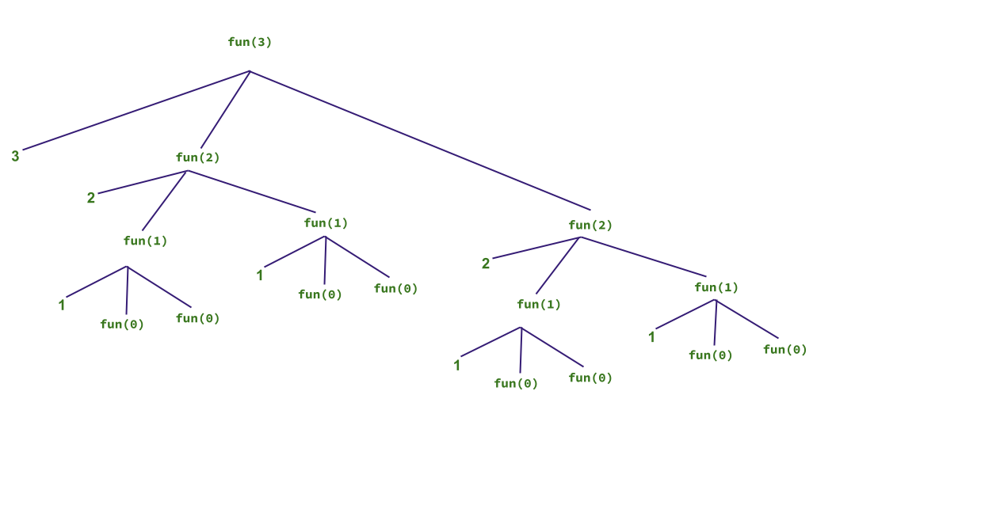 fun(3)
3
fun(2)
2
fun(1)
fun(1)
1
fun(0)
fun(0)
1
fun(0)
fun(0)
fun(2)
2
fun(1)
fun(1)
1
fun(0)
fun(0)
1
fun(0)
fun(0)